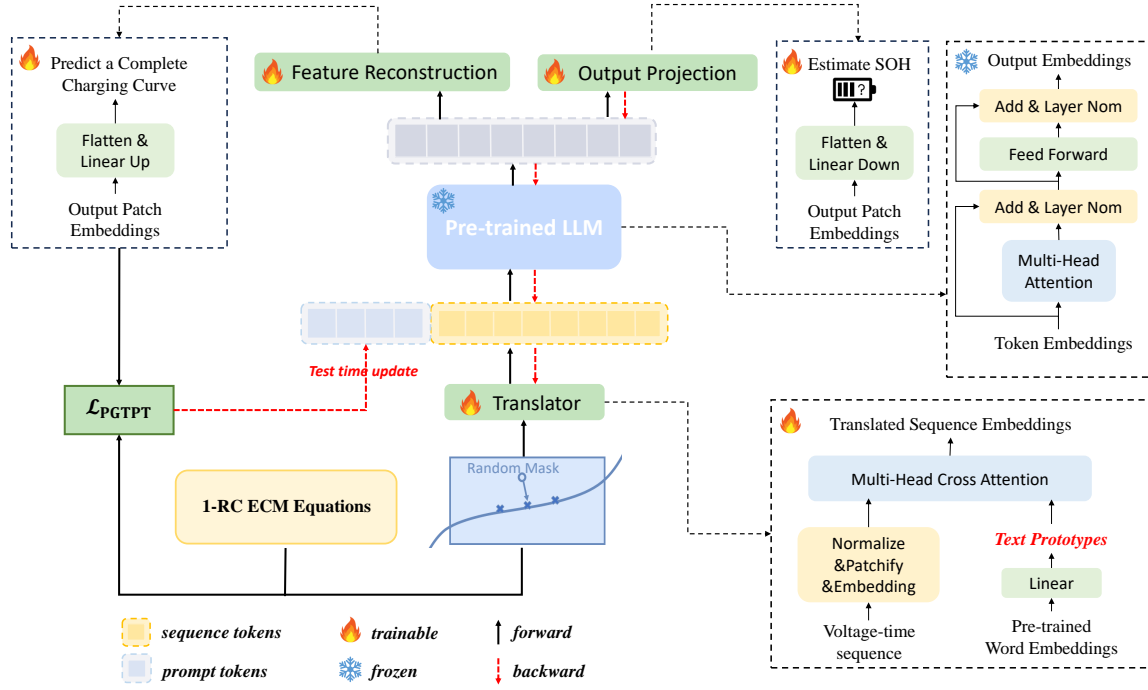 Predict a Complete
Charging Curve
Flatten &
Linear Up
Output Patch
Embeddings
Feature Reconstruction
Output Projection
Estimate SOH
?
Flatten &
Linear Down
Output Patch
Embeddings
Output Embeddings
Add & Layer Nom
Feed Forward
Add & Layer Nom
Multi-Head
Attention
Token Embeddings
Pre-trained LLM
Test time update
ℒPGTPT
Translator
Random Mask
1-RC ECM Equations
Translated Sequence Embeddings
Multi-Head Cross Attention
Normalize
&Patchify
&Embedding
Text Prototypes
Linear
Voltage-time
sequence
Pre-trained
Word Embeddings
sequence tokens
trainable
forward
prompt tokens
frozen
backward